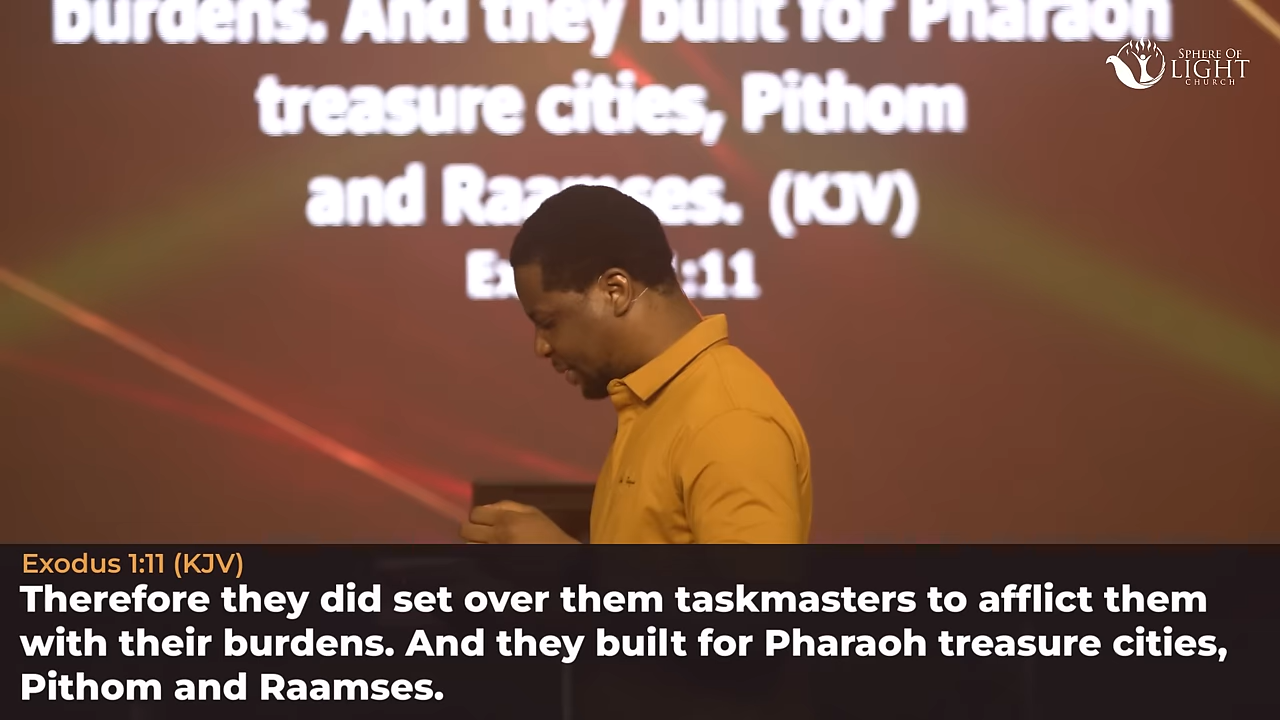 burdens. And they built for Pharaoh
treasure cities, Pithom
and Raamses. (KJV)
1:11
SPHERE OF
LIGHT
CHURCH
Exodus 1:11 (KJV)
Therefore they did set over them taskmasters to afflict them
with their burdens. And they built for Pharaoh treasure cities,
Pithom and Raamses.